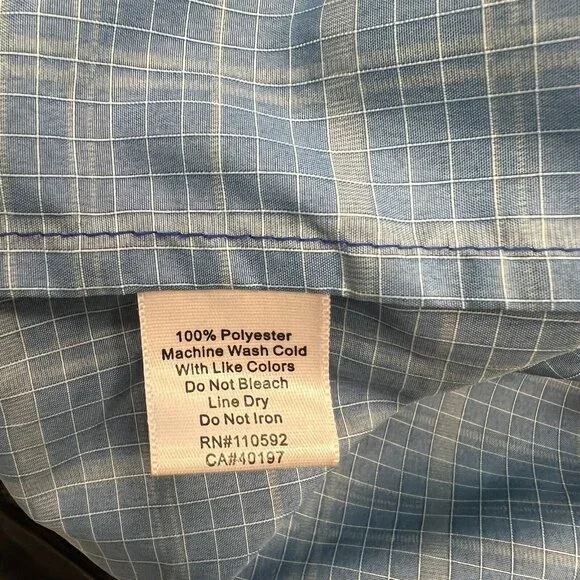 100% Polyester
Machine Wash Cold
With Like Colors
Do Not Bleach
Line Dry
Do Not Iron
RN#110592
CA#40197